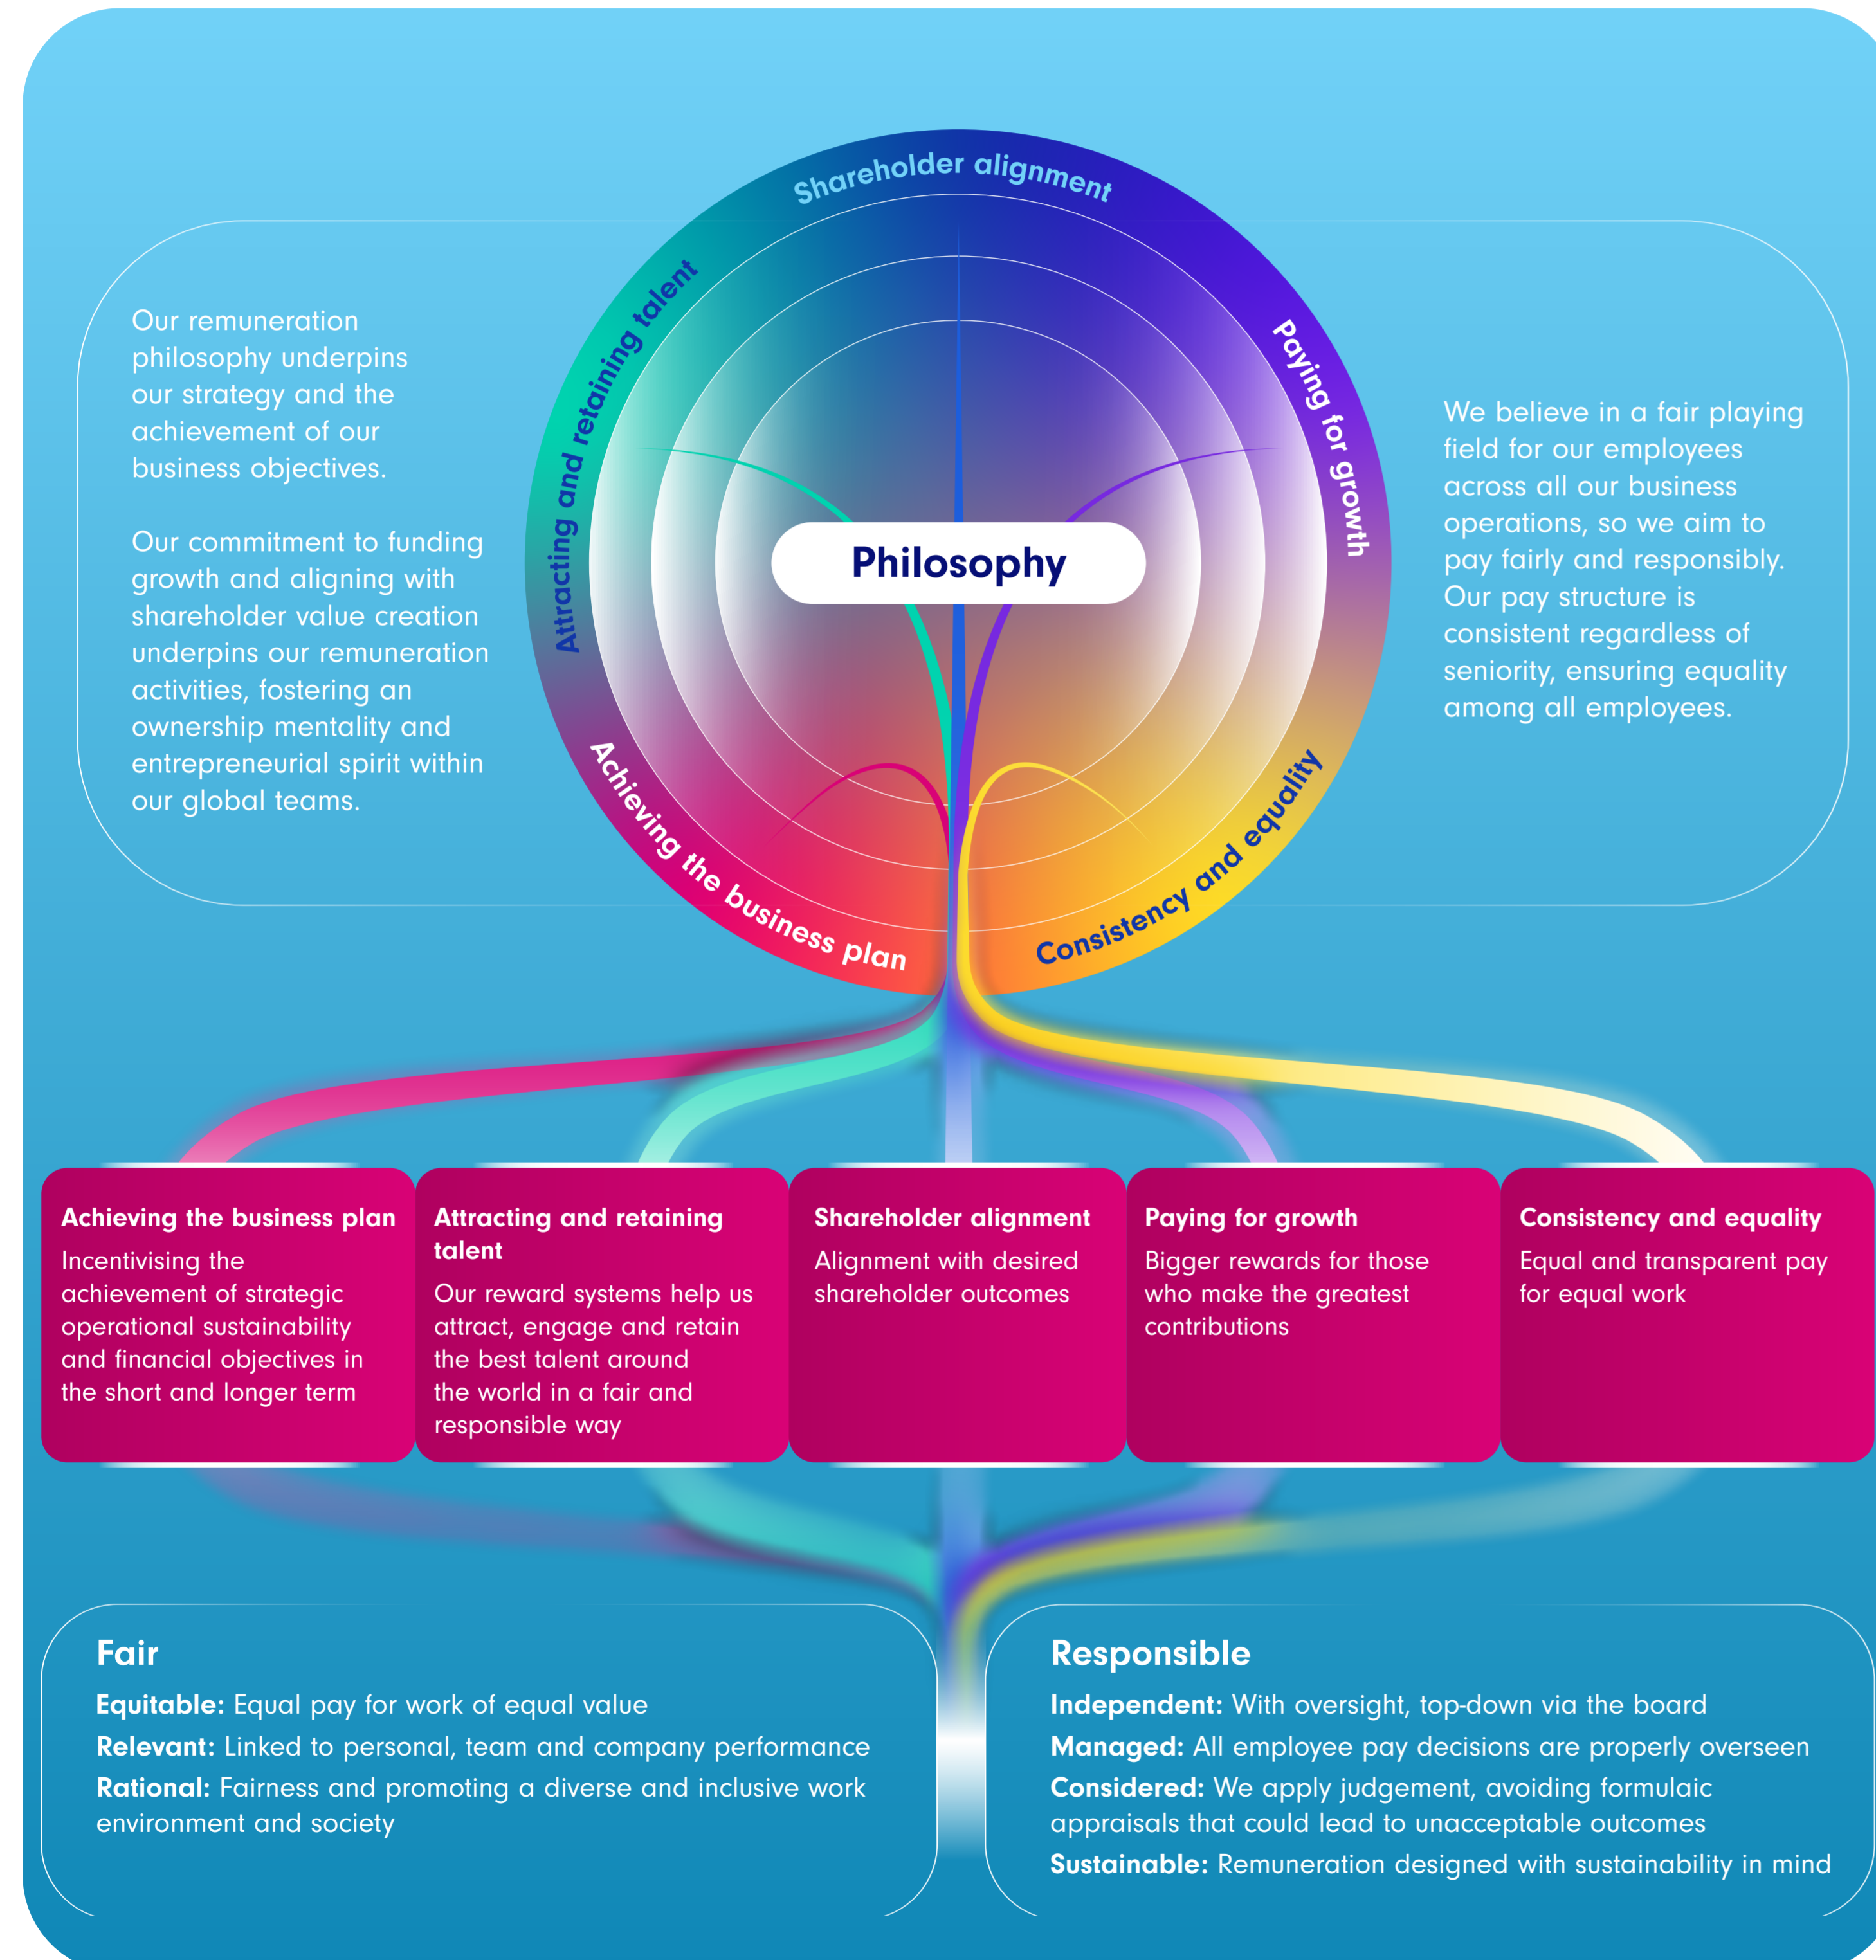 Shareholder alignment
Attracting and retaining talent
Paying for growth
Achieving the business plan
Consistency and equality
Philosophy
Our remuneration
philosophy underpins
our strategy and the
achievement of our
business objectives.
Our commitment to funding
growth and aligning with
shareholder value creation
underpins our remuneration
activities, fostering an
ownership mentality and
entrepreneurial spirit within
our global teams.
We believe in a fair playing
field for our employees
across all our business
operations, so we aim to
pay fairly and responsibly.
Our pay structure is
consistent regardless of
seniority, ensuring equality
among all employees.
Achieving the business plan
Incentivising the
achievement of strategic
operational sustainability
and financial objectives in
the short and longer term
Attracting and retaining
talent
Our reward systems help us
attract, engage and retain
the best talent around
the world in a fair and
responsible way
Shareholder alignment
Alignment with desired
shareholder outcomes
Paying for growth
Bigger rewards for those
who make the greatest
contributions
Consistency and equality
Equal and transparent pay
for equal work
Fair
Equitable: Equal pay for work of equal value
Relevant: Linked to personal, team and company performance
Rational: Fairness and promoting a diverse and inclusive work
environment and society
Responsible
Independent: With oversight, top-down via the board
Managed: All employee pay decisions are properly overseen
Considered: We apply judgement, avoiding formulaic
appraisals that could lead to unacceptable outcomes
Sustainable: Remuneration designed with sustainability in mind